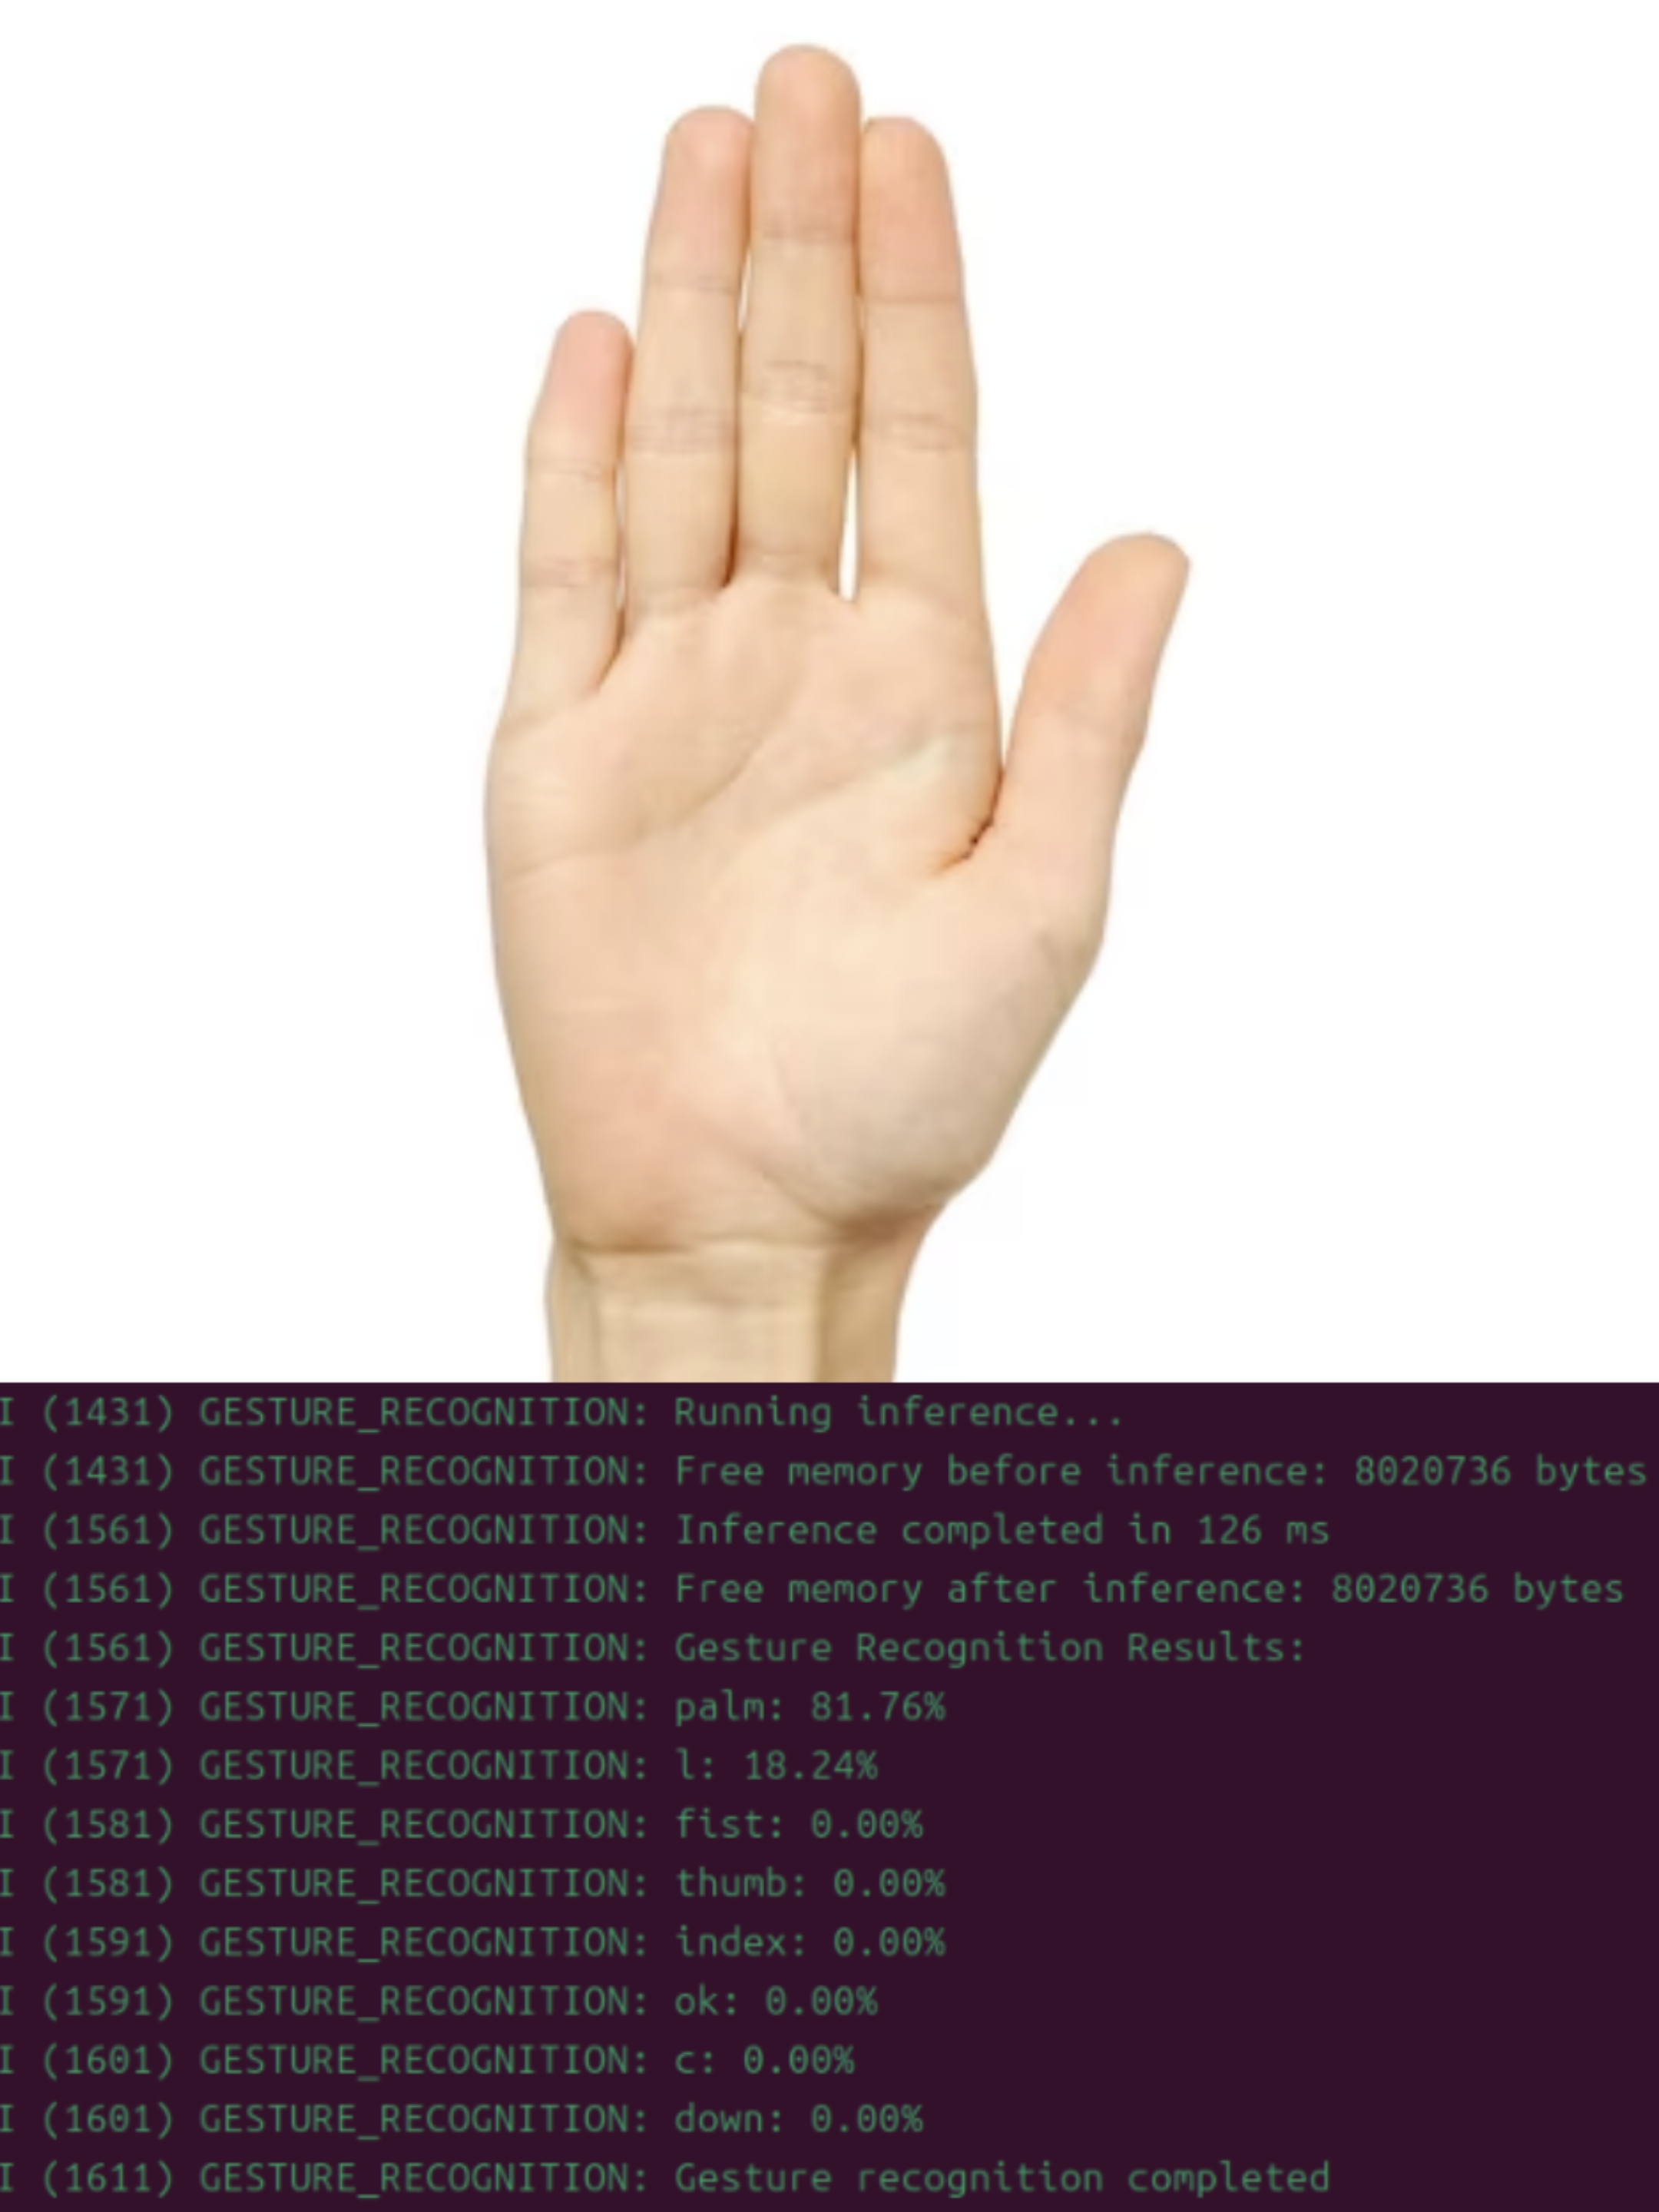 I (1431) GESTURE_RECOGNITION: Running inference...
I (1431) GESTURE_RECOGNITION: Free memory before inference: 8020736 bytes
I (1561) GESTURE_RECOGNITION: Inference completed in 126 ms
I (1561) GESTURE_RECOGNITION: Free memory after inference: 8020736 bytes
I (1561) GESTURE_RECOGNITION: Gesture Recognition Results:
I (1571) GESTURE_RECOGNITION: palm: 81.76%
I (1571) GESTURE_RECOGNITION: l: 18.24%
I (1581) GESTURE_RECOGNITION: fist: 0.00%
I (1581) GESTURE_RECOGNITION: thumb: 0.00%
I (1591) GESTURE_RECOGNITION: index: 0.00%
I (1591) GESTURE_RECOGNITION: ok: 0.00%
I (1601) GESTURE_RECOGNITION: c: 0.00%
I (1601) GESTURE_RECOGNITION: down: 0.00%
I (1611) GESTURE_RECOGNITION: Gesture recognition completed